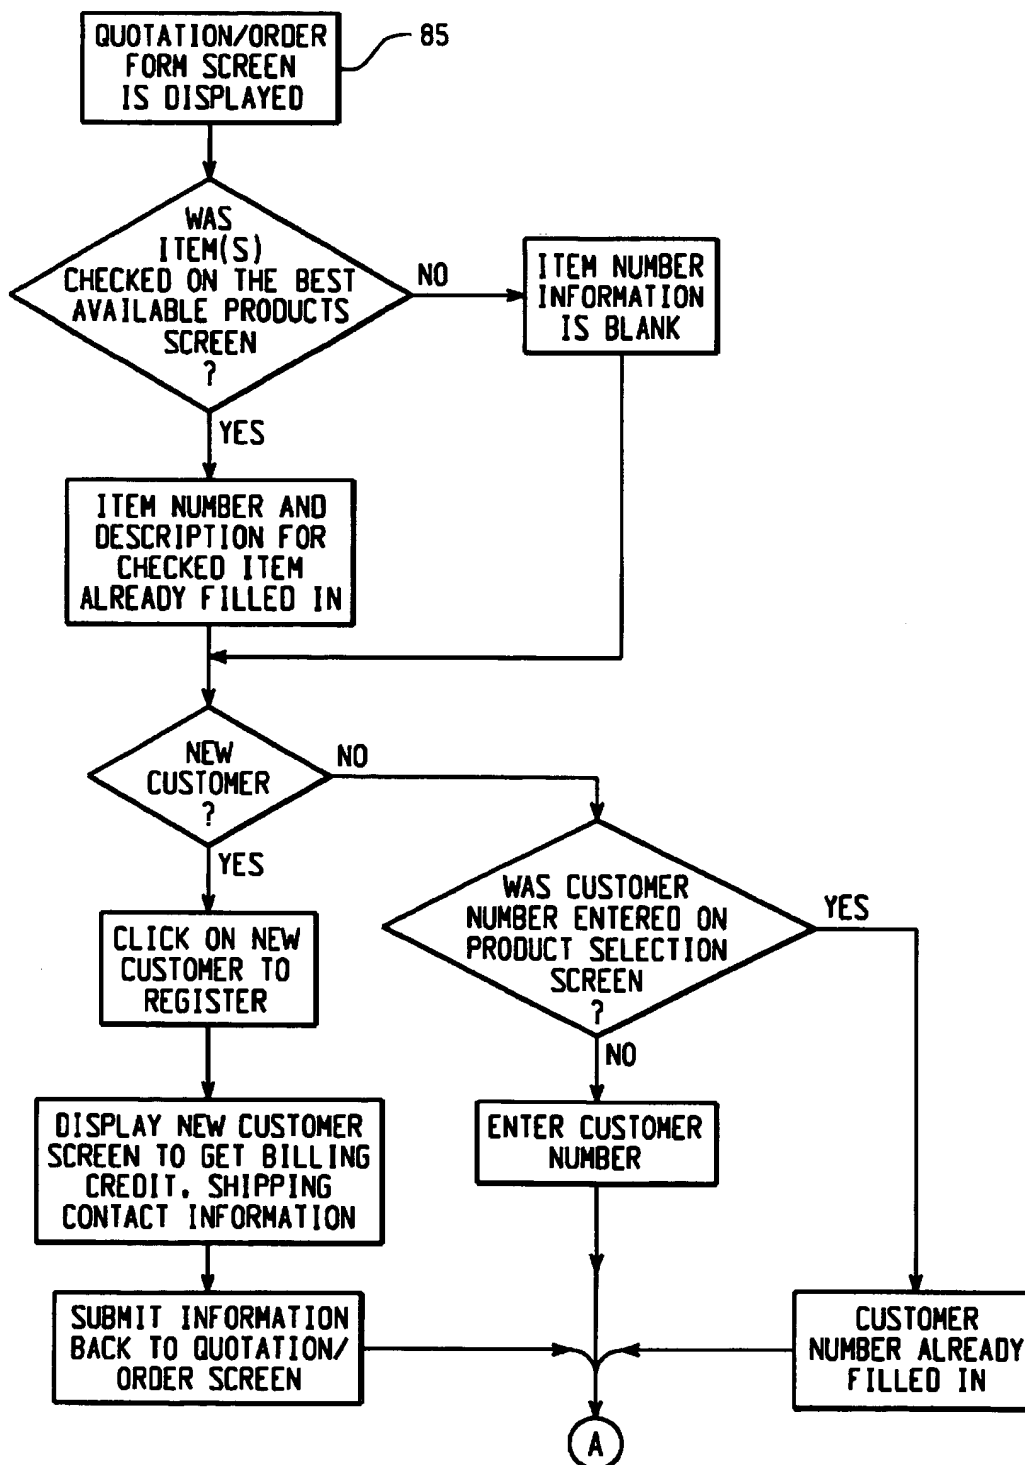 QUOTATION/ORDER
FORM SCREEN
IS DISPLAYED
85
WAS
ITEM(S)
CHECKED ON THE BEST
AVAILABLE PRODUCTS
SCREEN
?
NO
ITEM NUMBER
INFORMATION
IS BLANK
YES
ITEM NUMBER AND
DESCRIPTION FOR
CHECKED ITEM
ALREADY FILLED IN
NEW
CUSTOMER
?
NO
YES
WAS CUSTOMER
NUMBER ENTERED ON
PRODUCT SELECTION
SCREEN
?
YES
NO
CLICK ON NEW
CUSTOMER TO
REGISTER
DISPLAY NEW CUSTOMER
SCREEN TO GET BILLING
CREDIT, SHIPPING
CONTACT INFORMATION
ENTER CUSTOMER
NUMBER
SUBMIT INFORMATION
BACK TO QUOTATION/
ORDER SCREEN
CUSTOMER
NUMBER ALREADY
FILLED IN
A